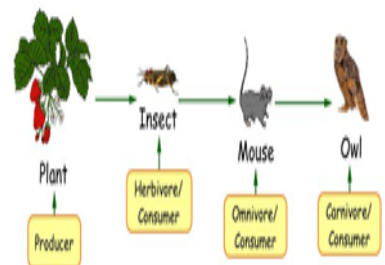 Plant
Insect
Mouse
Owl
Producer
Herbivore/
Consumer
Omnivore/
Consumer
Carnivore/
Consumer